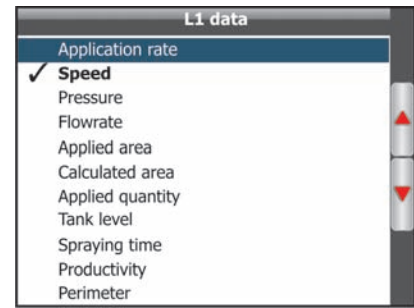 L1 data
Application rate
✓ Speed
Pressure
Flowrate
Applied area
Calculated area
Applied quantity
Tank level
Spraying time
Productivity
Perimeter